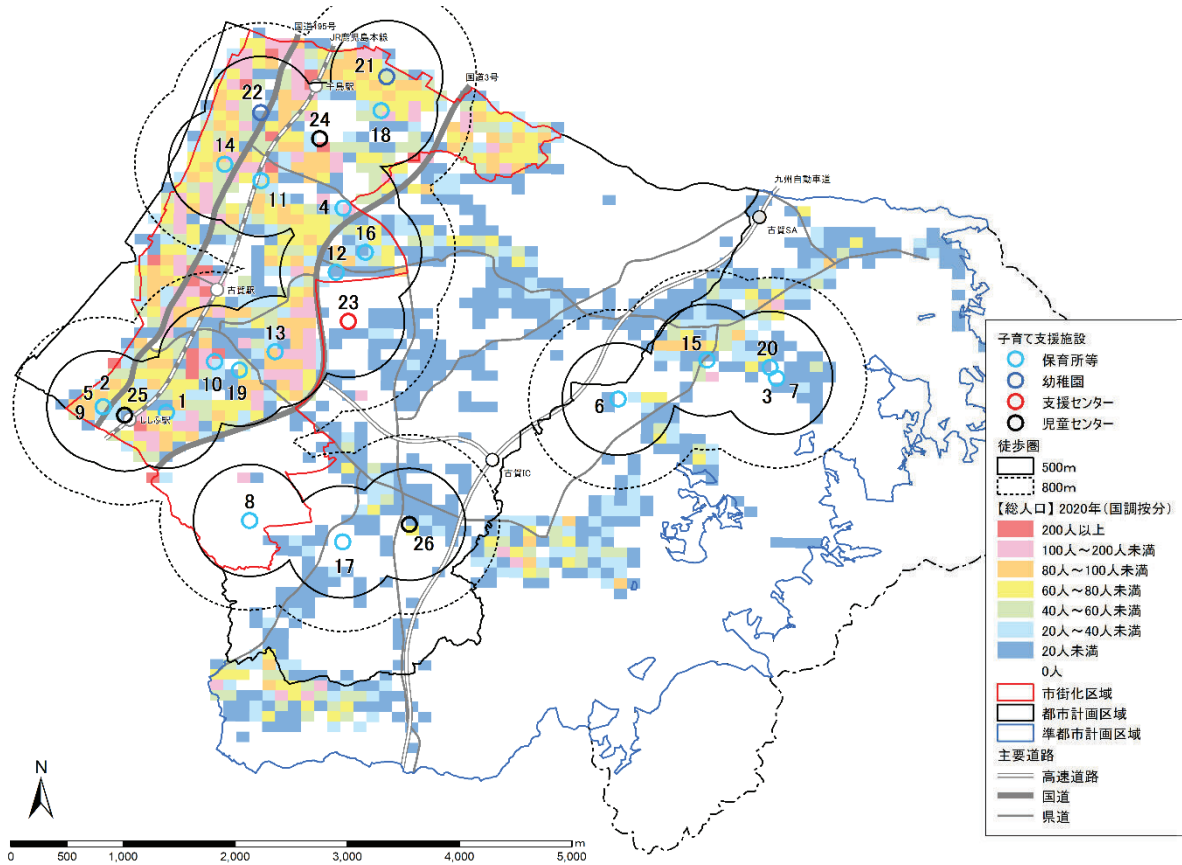 国道495号
JR鹿児島本線
21
国道3号
千鳥駅
22
24
18
14
11
九州自動車道
4
古賀SA
16
12
古賀駅
23
子育て支援施設
保育所等
幼稚園
支援センター
児童センター
13
15
20
10
19
5
2
9
25
1
ししぶ駅
6
3
7
徒歩圏
500m
800m
古賀IC
【総人口】2020年(国調按分)
8
17
26
200人以上
100人~200人未満
80人~100人未満
60人~80人未満
40人~60人未満
20人~40人未満
20人未満
0人
市街化区域
都市計画区域
準都市計画区域
主要道路
高速道路
国道
県道
N
m
0 500 1,000 2,000 3,000 4,000 5,000